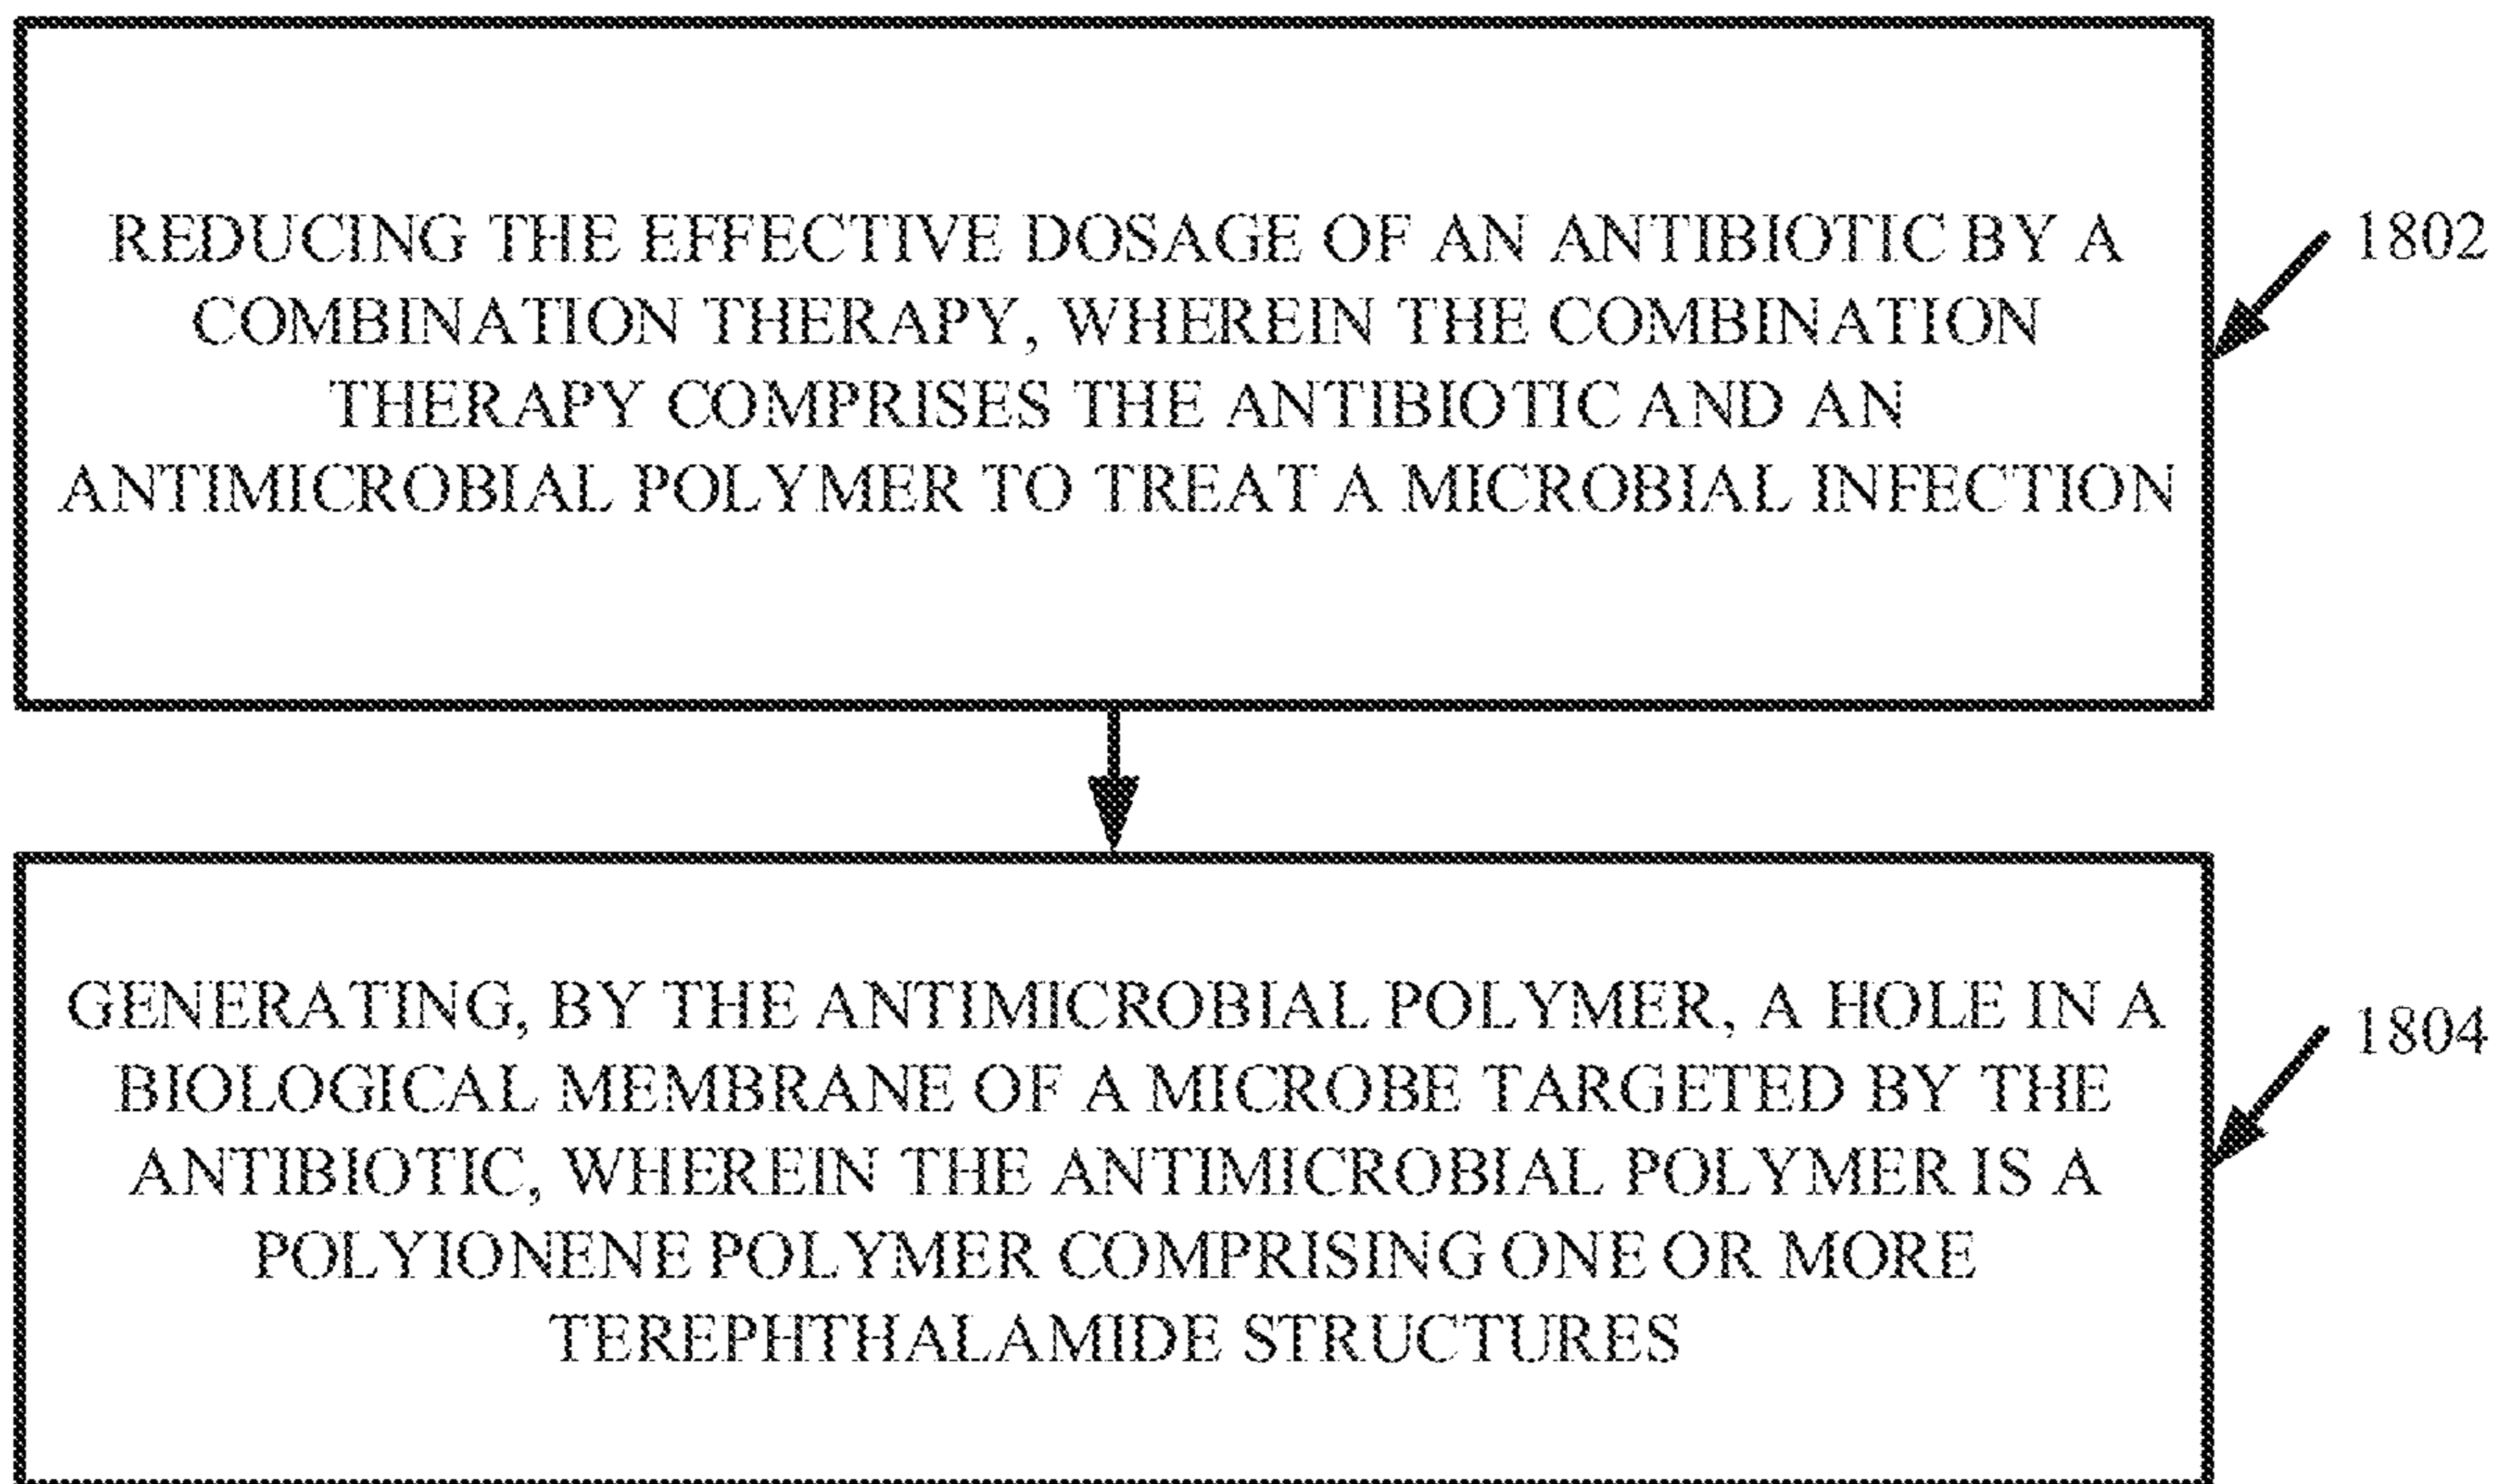 REDUCING THE EFFECTIVE DOSAGE OF AN ANTIBIOTIC BY A
COMBINATION THERAPY, WHEREIN THE COMBINATION
THERAPY COMPRISES THE ANTIBIOTIC AND AN
ANTIMICROBIAL POLYMER TO TREAT A MICROBIAL INFECTION
1802
GENERATING, BY THE ANTIMICROBIAL POLYMER, A HOLE IN A
BIOLOGICAL MEMBRANE OF A MICROBE TARGETED BY THE
ANTIBIOTIC, WHEREIN THE ANTIMICROBIAL POLYMER IS A
POLYIONENE POLYMER COMPRISING ONE OR MORE
TEREPHTHALAMIDE STRUCTURES
1804